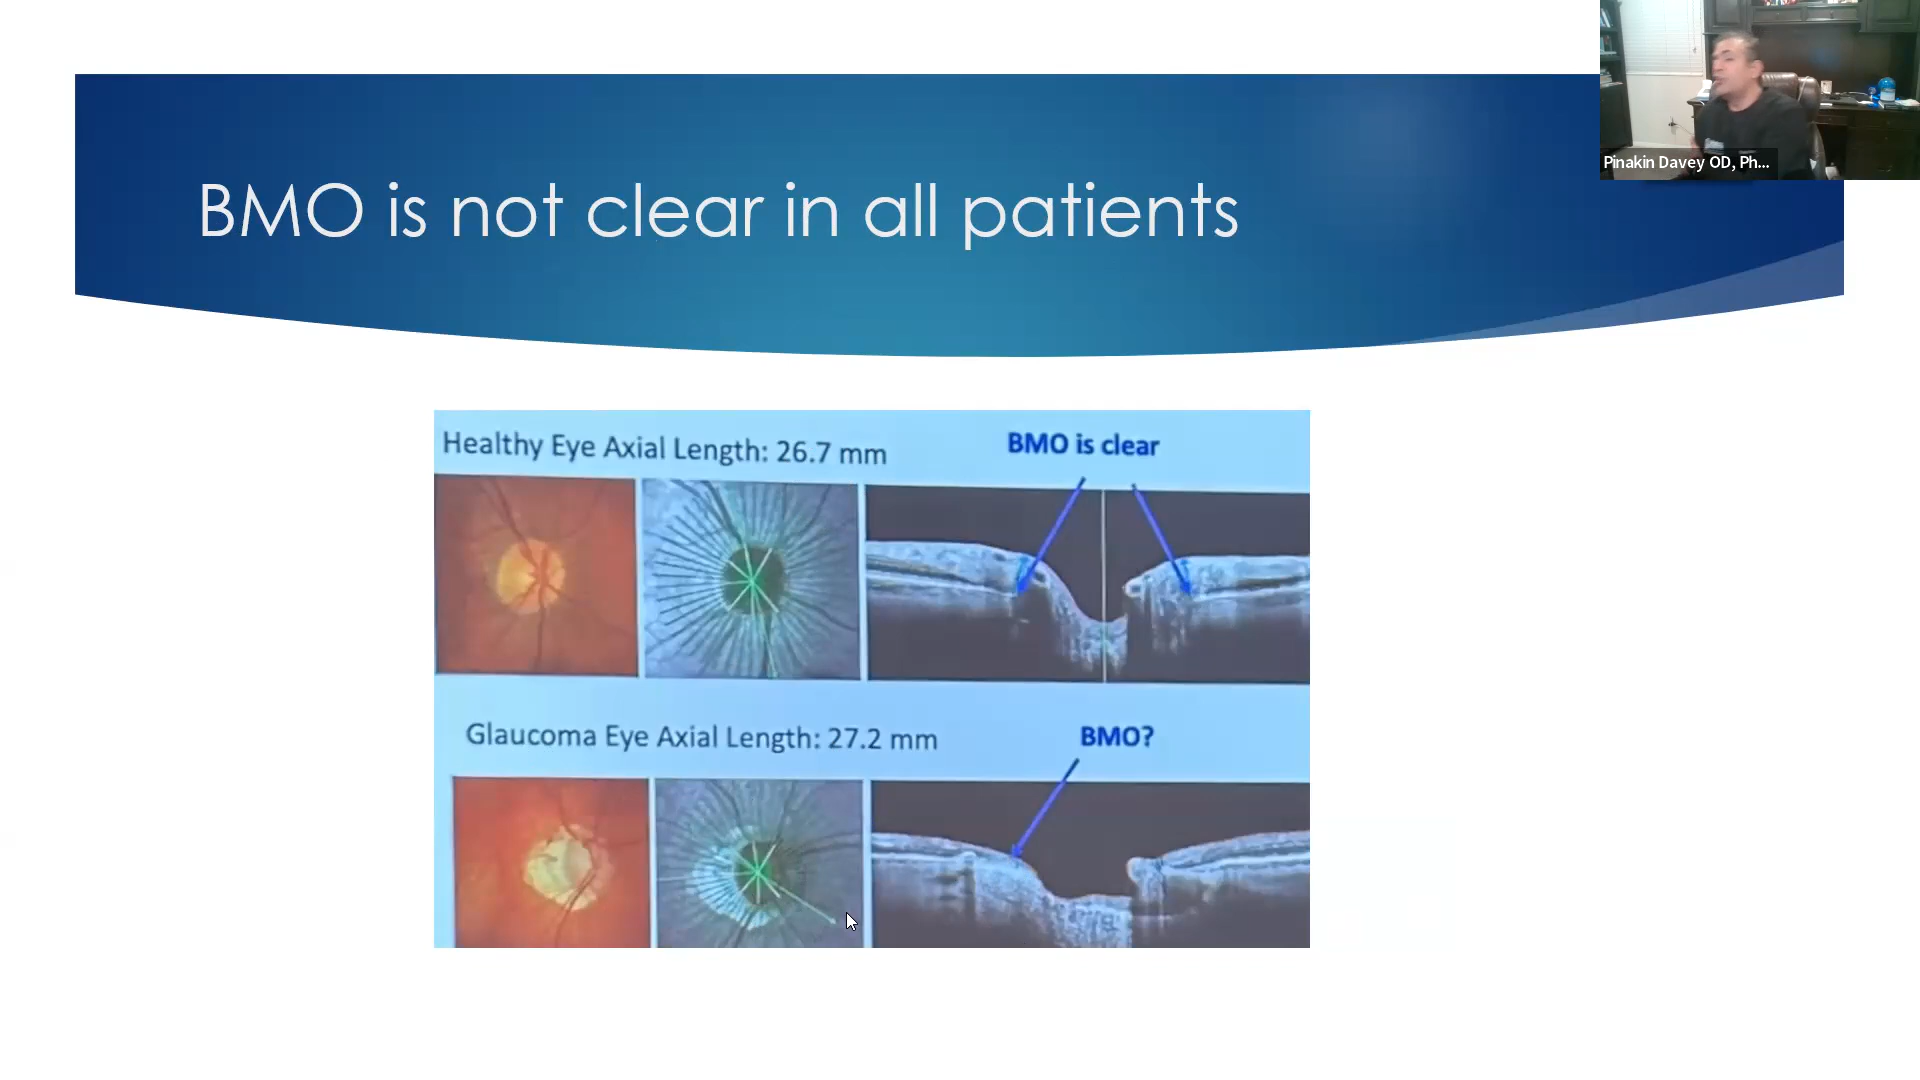 Pinakin Davey OD, Ph...
BMO is not clear in all patients
Healthy Eye Axial Length: 26.7 mm
BMO is clear
Glaucoma Eye Axial Length: 27.2 mm
BMO?